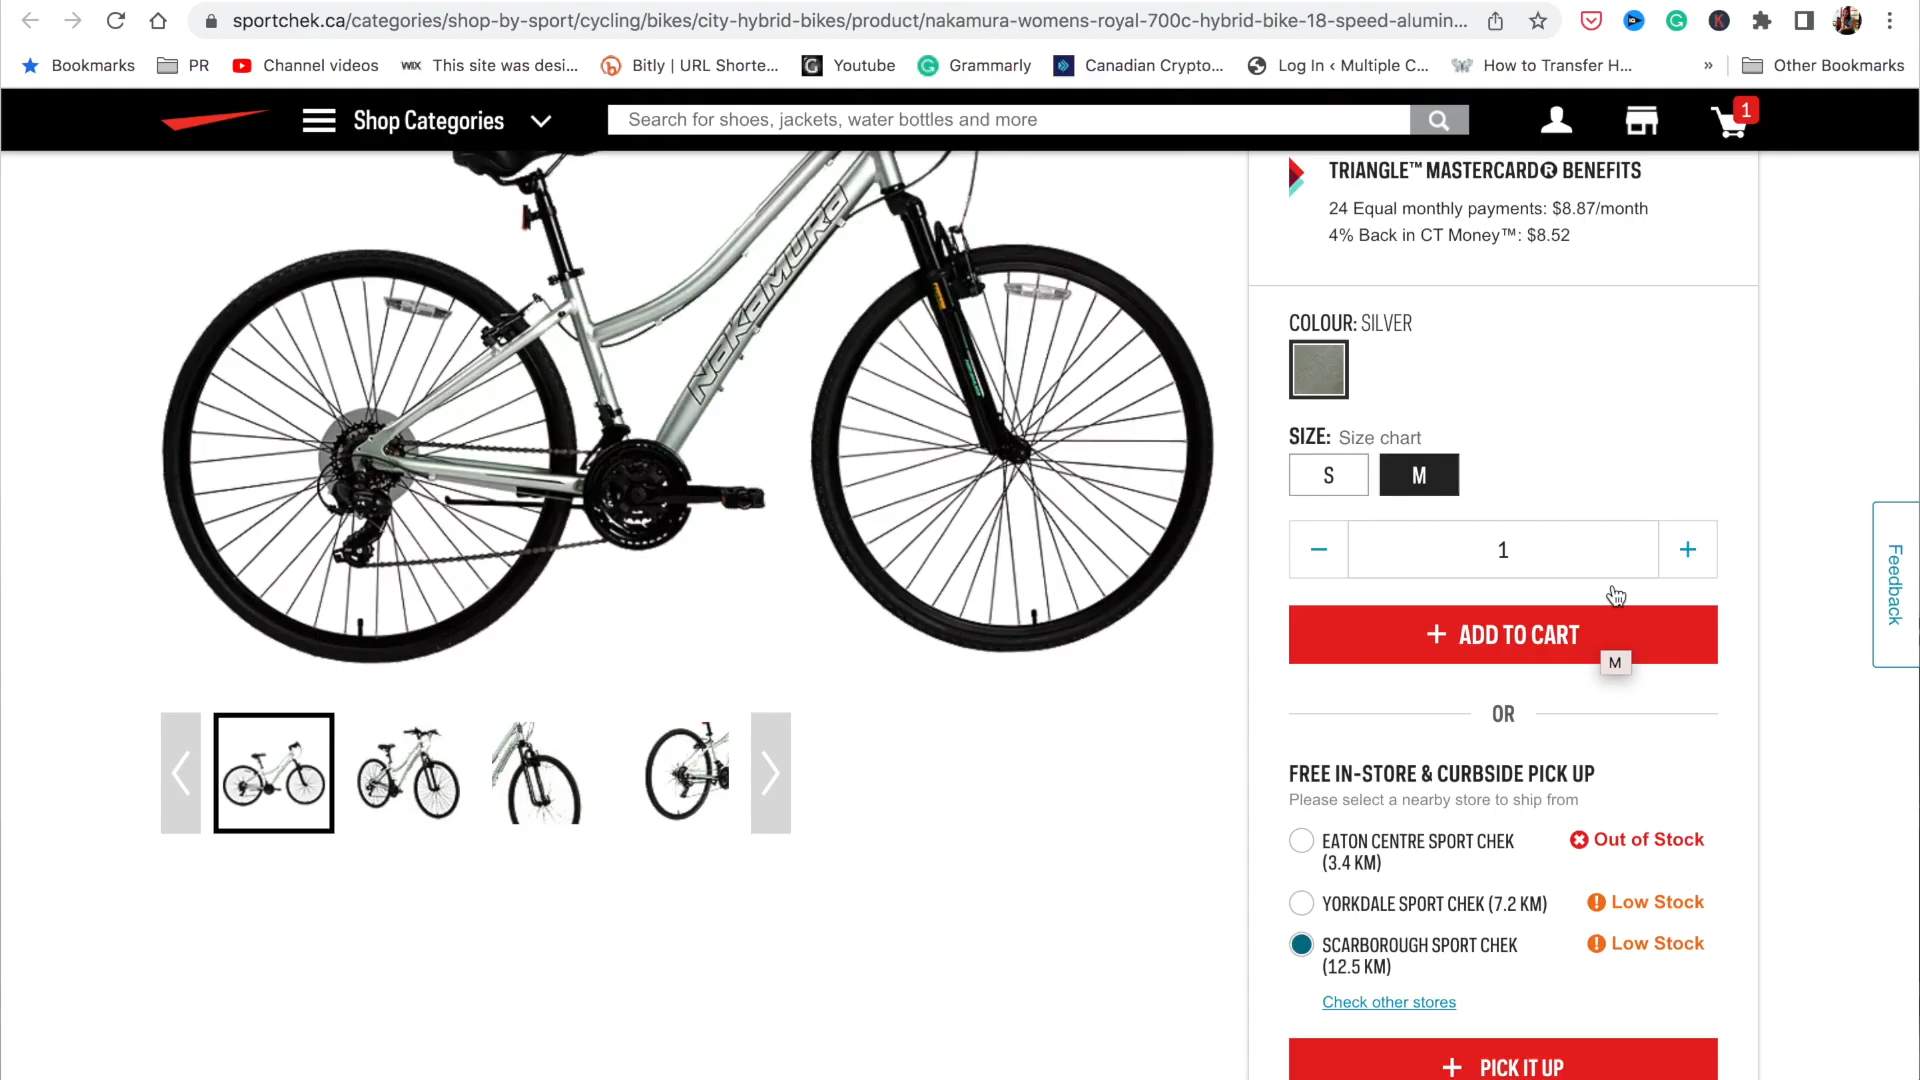 sportchek.ca/categories/shop-by-sport/cycling/bikes/city-hybrid-bikes/product/nakamura-womens-royal-700c-hybrid-bike-18-speed-alumin...
Bookmarks PR Channel videos WIX This site was desi... Bitly | URL Shorte... Youtube Grammarly Canadian Crypto... Log In ‹ Multiple C... How to Transfer H... » Other Bookmarks
Shop Categories Search for shoes, jackets, water bottles and more 1
TRIANGLE™ MASTERCARD® BENEFITS
24 Equal monthly payments: $8.87/month
4% Back in CT Money™: $8.52
NAKAMURA
COLOUR: SILVER
SIZE: Size chart
S M
− 1 +
Feedback
+ ADD TO CART
M
OR
FREE IN-STORE & CURBSIDE PICK UP
Please select a nearby store to ship from
EATON CENTRE SPORT CHEK Out of Stock
(3.4 KM)
YORKDALE SPORT CHEK (7.2 KM) Low Stock
SCARBOROUGH SPORT CHEK Low Stock
(12.5 KM)
Check other stores
+ PICK IT UP